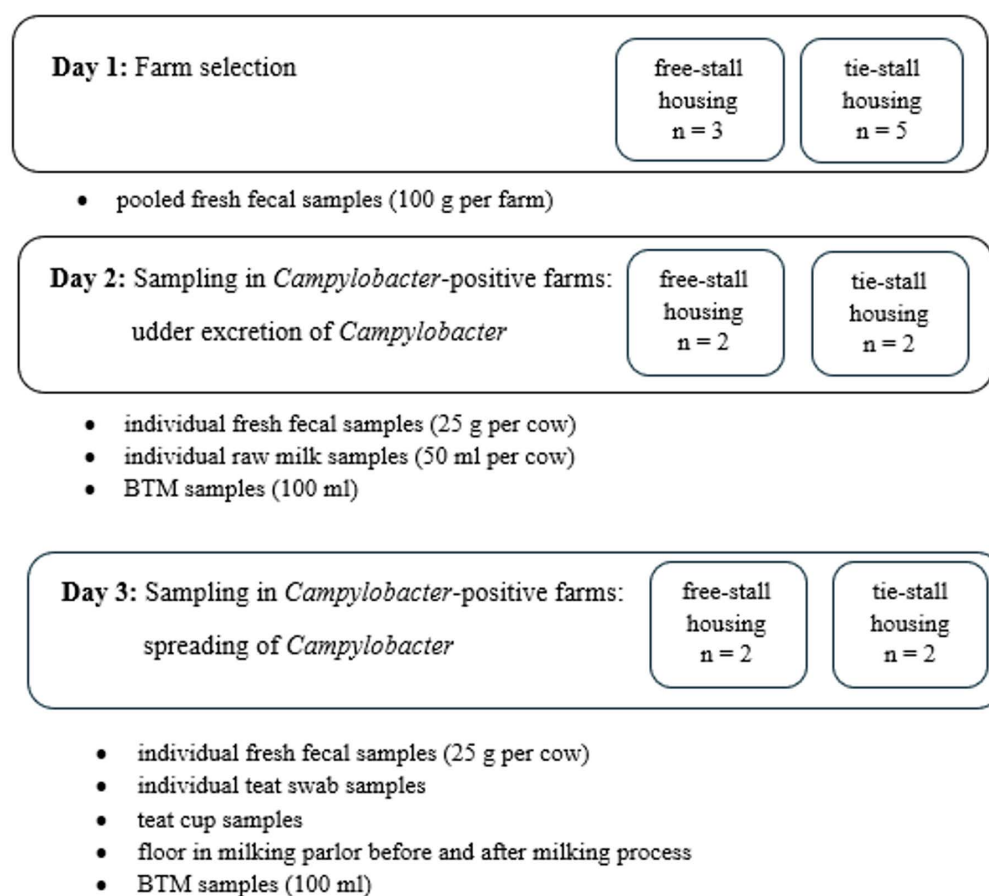 Day 1: Farm selection
free-stall
housing
n = 3
tie-stall
housing
n = 5
• pooled fresh fecal samples (100 g per farm)
Day 2: Sampling in Campylobacter-positive farms:
udder excretion of Campylobacter
free-stall
housing
n = 2
tie-stall
housing
n = 2
• individual fresh fecal samples (25 g per cow)
• individual raw milk samples (50 ml per cow)
• BTM samples (100 ml)
Day 3: Sampling in Campylobacter-positive farms:
spreading of Campylobacter
free-stall
housing
n = 2
tie-stall
housing
n = 2
• individual fresh fecal samples (25 g per cow)
• individual teat swab samples
• teat cup samples
• floor in milking parlor before and after milking process
• BTM samples (100 ml)